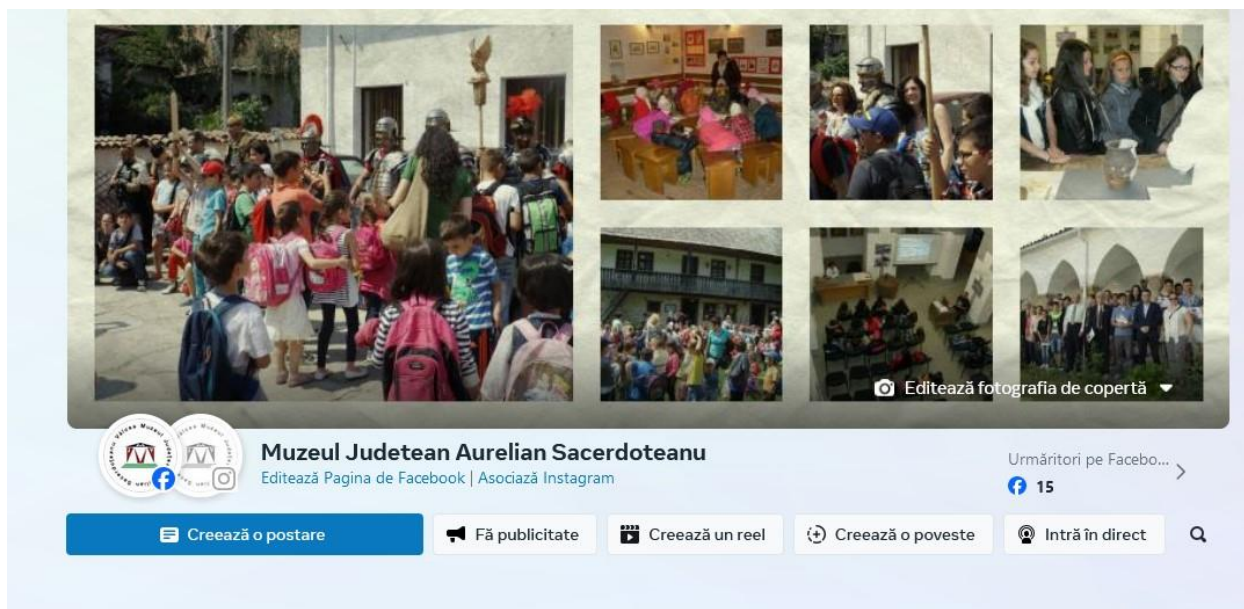 Editează fotografia de copertă
Muzeul Judetean Aurelian Sacerdoteanu
Editează Pagina de Facebook | Asociază Instagram
Urmăritori pe Facebo...
15
Creează o postare
Fă publicitate
Creează un reel
Creează o poveste
Intră în direct